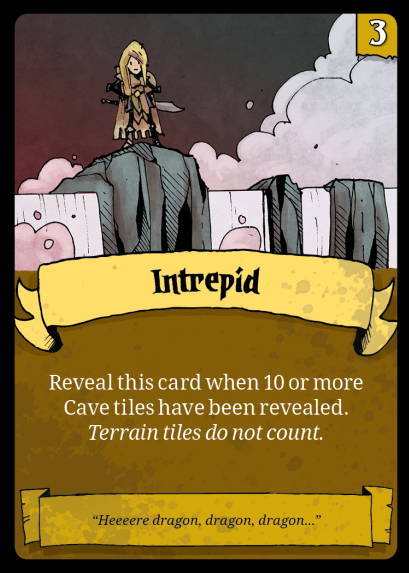 3
Intrepid
Reveal this card when 10 or more
Cave tiles have been revealed.
Terrain tiles do not count.
“Heeeere dragon, dragon, dragon...”